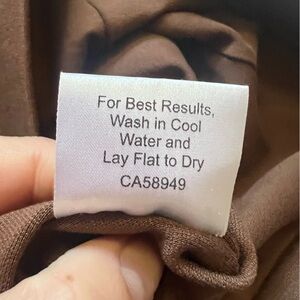 For Best Results,
Wash in Cool
Water and
Lay Flat to Dry
CA58949